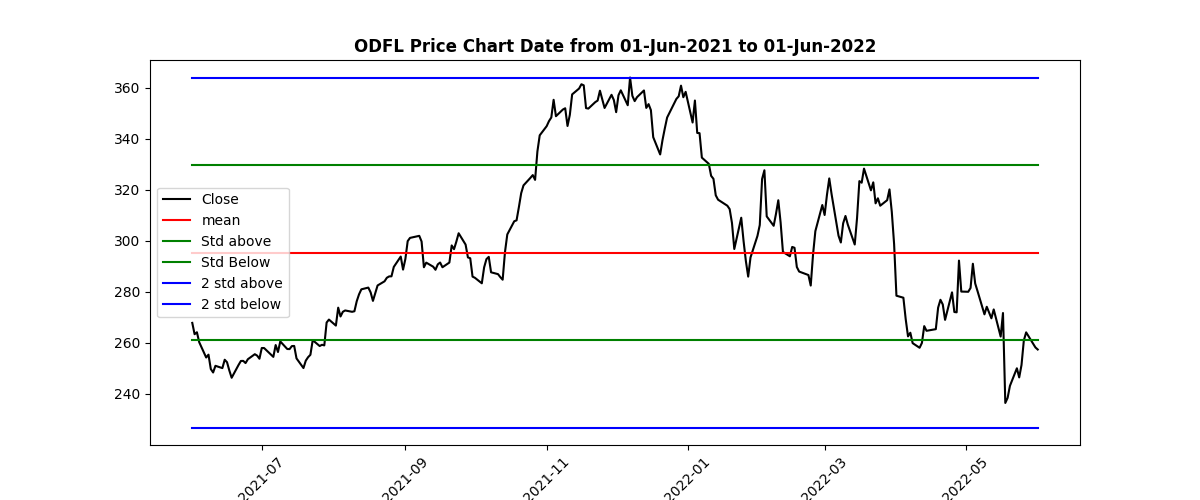 ODFL Price Chart Date from 01-Jun-2021 to 01-Jun-2022
360
340
320
300
280
260
240
Close
mean
Std above
Std Below
2 std above
2 std below
2021-07
2021-09
2021-11
2022-01
2022-03
2022-05